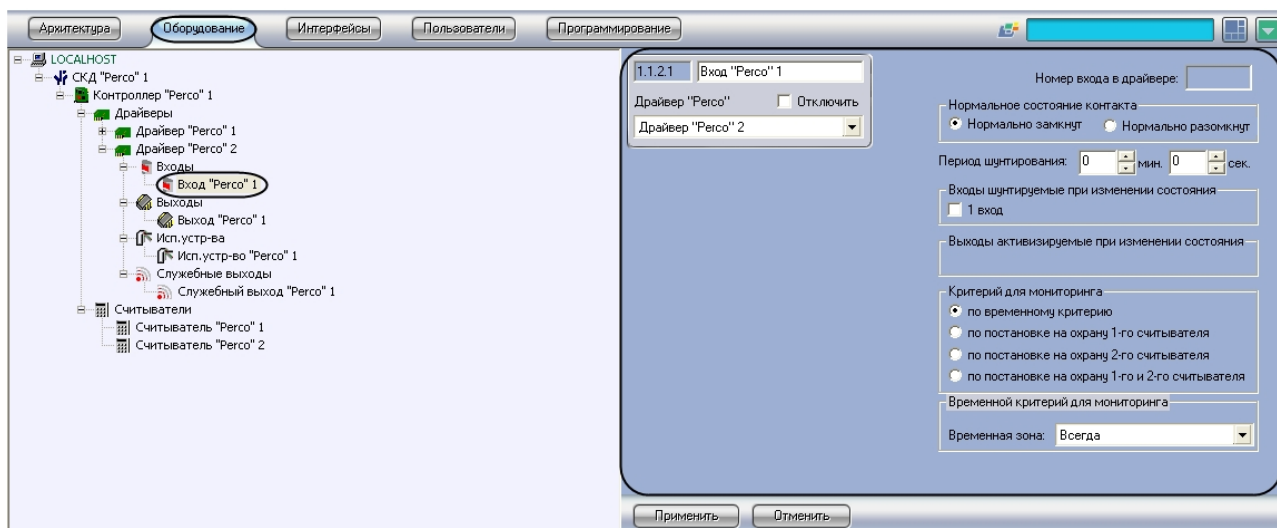 Архитектура Оборудование Интерфейсы Пользователи Программирование
LOCALHOST
СКД "Perco" 1
Контроллер "Perco" 1
Драйверы
Драйвер "Perco" 1
Драйвер "Perco" 2
Входы
Вход "Perco" 1
Выходы
Выход "Perco" 1
Исп.устр-ва
Исп.устр-во "Perco" 1
Служебные выходы
Служебный выход "Perco" 1
Считыватели
Считыватель "Perco" 1
Считыватель "Perco" 2
1.1.2.1 Вход "Perco" 1
Драйвер "Perco" Отключить
Драйвер "Perco" 2
Номер входа в драйвере:
Нормальное состояние контакта
Нормально замкнут Нормально разомкнут
Период шунтирования: 0 мин. 0 сек.
Входы шунтируемые при изменении состояния
1 вход
Выходы активизируемые при изменении состояния
Критерий для мониторинга
по временному критерию
по постановке на охрану 1-го считывателя
по постановке на охрану 2-го считывателя
по постановке на охрану 1-го и 2-го считывателя
Временной критерий для мониторинга
Временная зона: Всегда
Применить Отменить